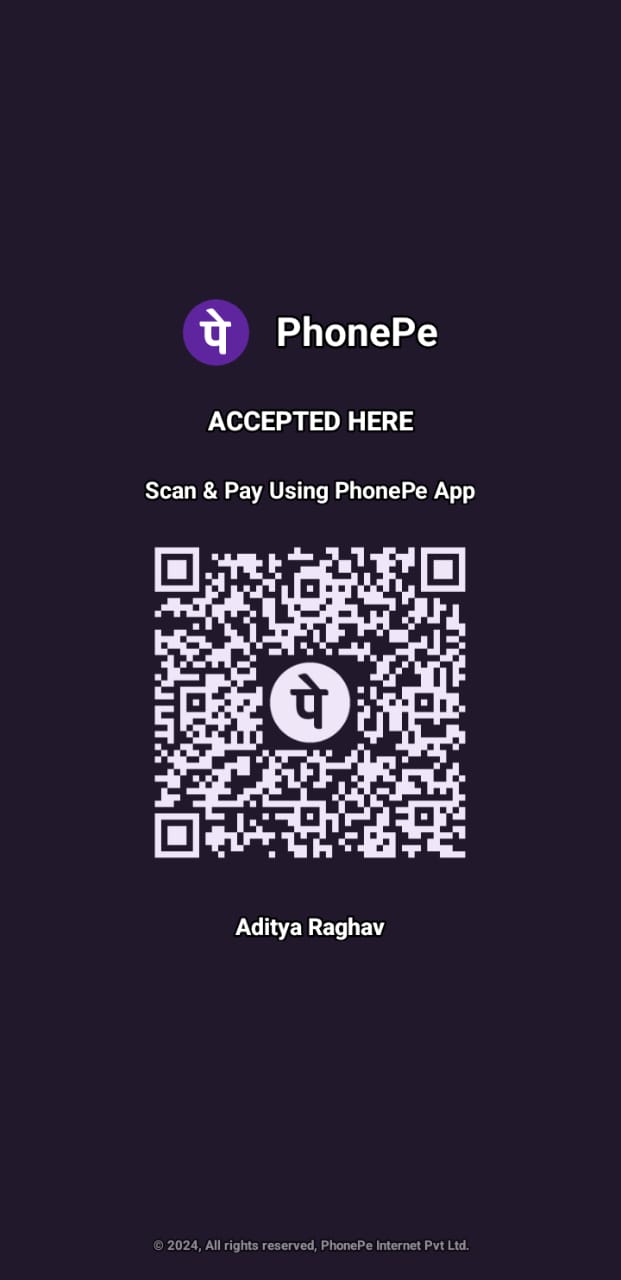 पे PhonePe
ACCEPTED HERE
Scan & Pay Using PhonePe App
पे
Aditya Raghav
© 2024, All rights reserved, PhonePe Internet Pvt Ltd.